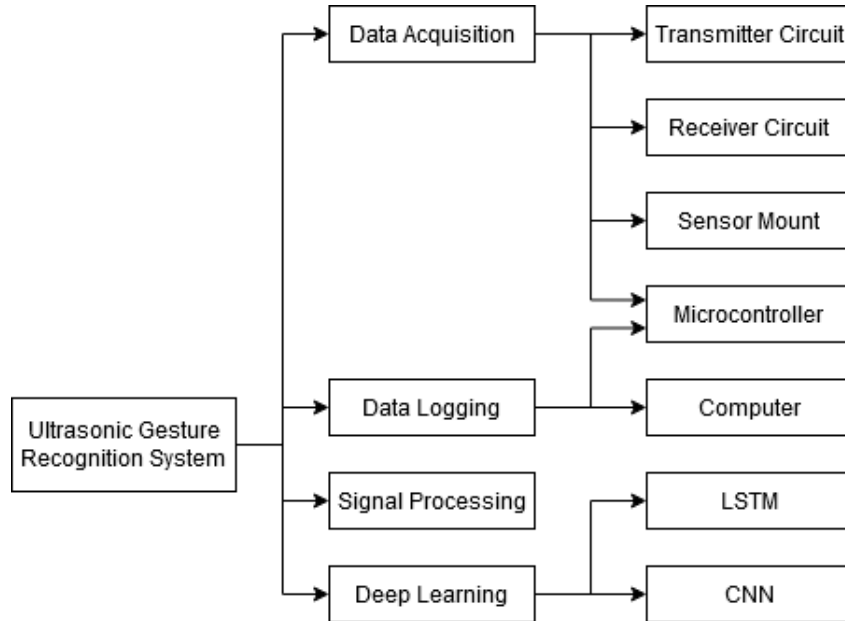 Data Acquisition
Transmitter Circuit
Receiver Circuit
Sensor Mount
Microcontroller
Ultrasonic Gesture
Recognition System
Data Logging
Computer
Signal Processing
LSTM
Deep Learning
CNN